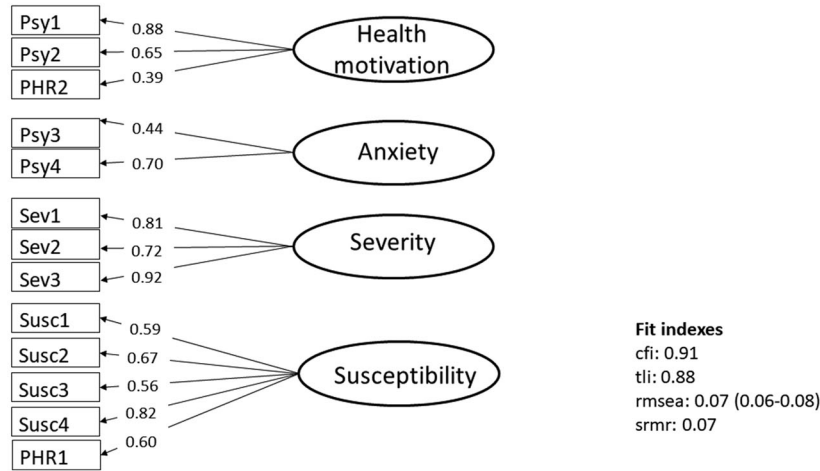 Psy1
0.88
Psy2
0.65
PHR2
0.39
Health
motivation
Psy3
0.44
Psy4
0.70
Anxiety
Sev1
0.81
Sev2
0.72
Sev3
0.92
Severity
Susc1
0.59
Susc2
0.67
Susc3
0.56
Susc4
0.82
PHR1
0.60
Susceptibility
Fit indexes
cfi: 0.91
tli: 0.88
rmsea: 0.07 (0.06-0.08)
srmr: 0.07